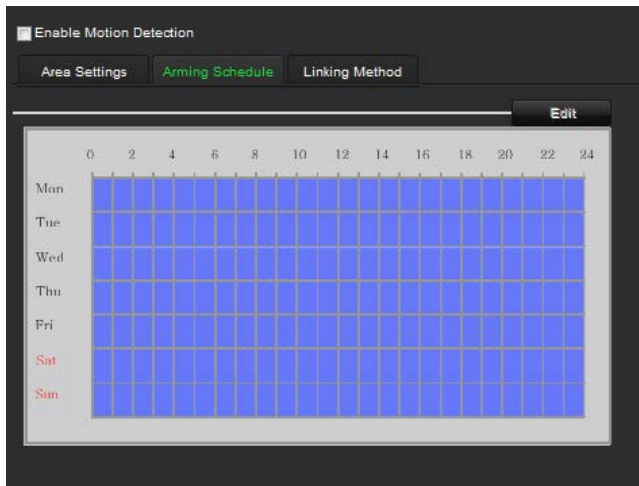 Enable Motion Detection
Area Settings Arming Schedule Linking Method
Edit
0 2 4 6 8 10 12 14 16 18 20 22 24
Mon
Tue
Wed
Thu
Fri
Sat
Sun